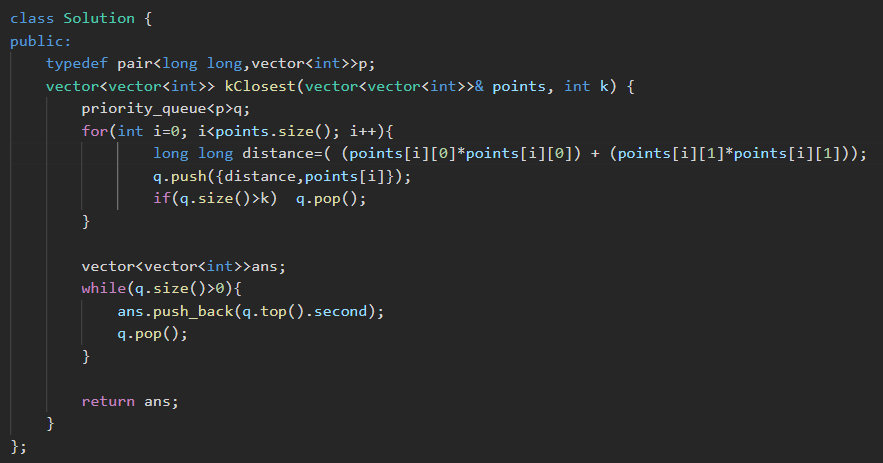 class Solution {
public:
    typedef pair<long long,vector<int>>p;
    vector<vector<int>> kClosest(vector<vector<int>>& points, int k) {
        priority_queue<p>q;
        for(int i=0; i<points.size(); i++){
                long long distance=( (points[i][0]*points[i][0]) + (points[i][1]*points[i][1]));
                q.push({distance,points[i]});
                if(q.size()>k)  q.pop();
        }

        vector<vector<int>>ans;
        while(q.size()>0){
            ans.push_back(q.top().second);
            q.pop();
        }

        return ans;
    }
};